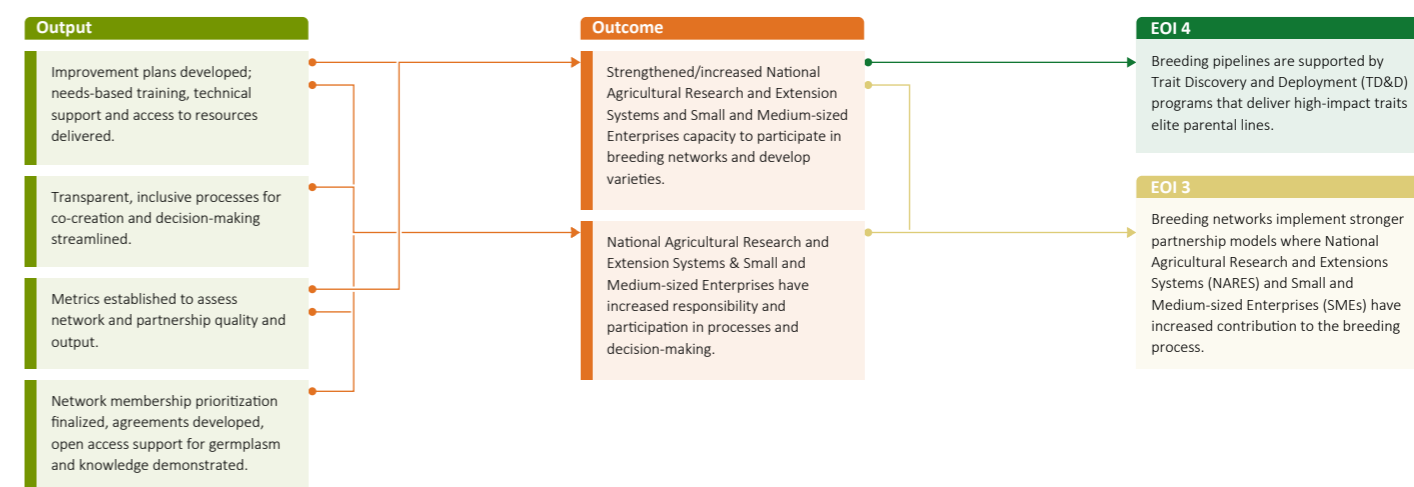 Output
Improvement plans developed;
needs-based training, technical
support and access to resources
delivered.
Transparent, inclusive processes for
co-creation and decision-making
streamlined.
Metrics established to assess
network and partnership quality and
output.
Network membership prioritization
finalized, agreements developed,
open access support for germplasm
and knowledge demonstrated.
Outcome
Strengthened/increased National
Agricultural Research and Extension
Systems and Small and Medium-sized
Enterprises capacity to participate in
breeding networks and develop
varieties.
National Agricultural Research and
Extension Systems & Small and
Medium-sized Enterprises have
increased responsibility and
participation in processes and
decision-making.
EOI 4
Breeding pipelines are supported by
Trait Discovery and Deployment (TD&D)
programs that deliver high-impact traits
elite parental lines.
EOI 3
Breeding networks implement stronger
partnership models where National
Agricultural Research and Extensions
Systems (NARES) and Small and
Medium-sized Enterprises (SMEs) have
increased contribution to the breeding
process.